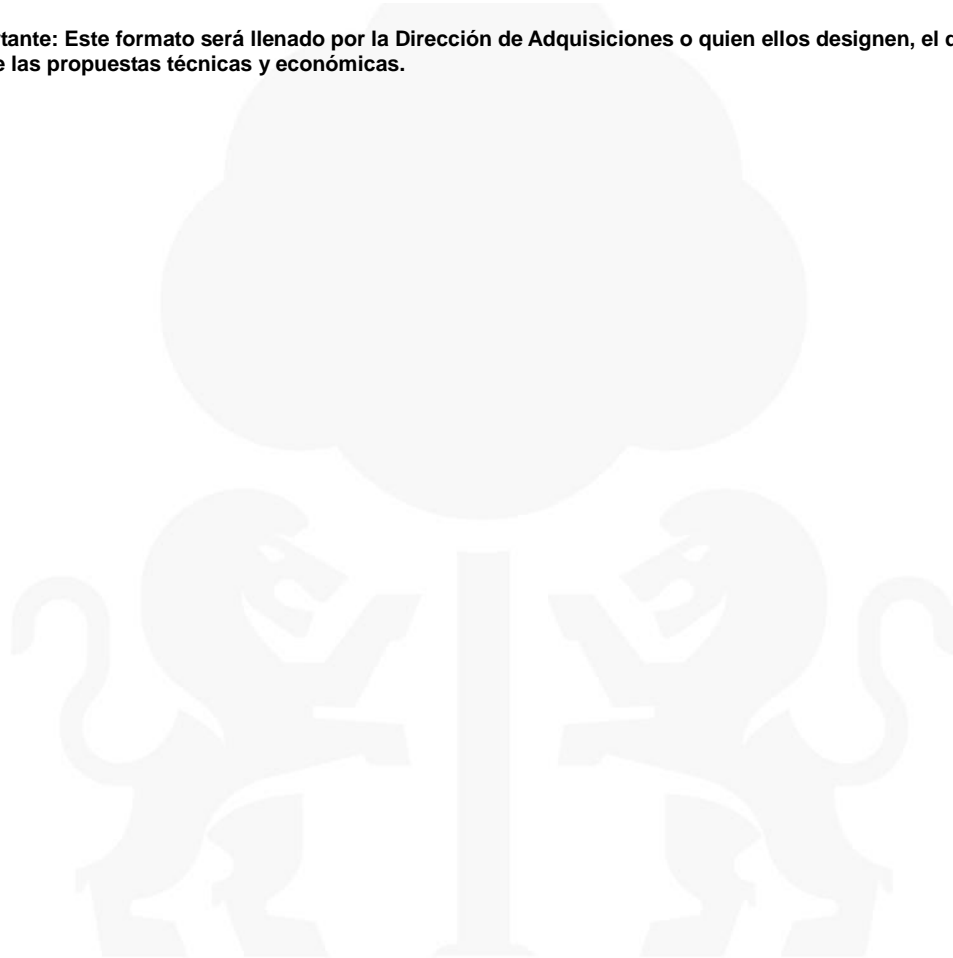 tante: Este formato será llenado por la Dirección de Adquisiciones o quien ellos designen, el
e las propuestas técnicas y económicas.